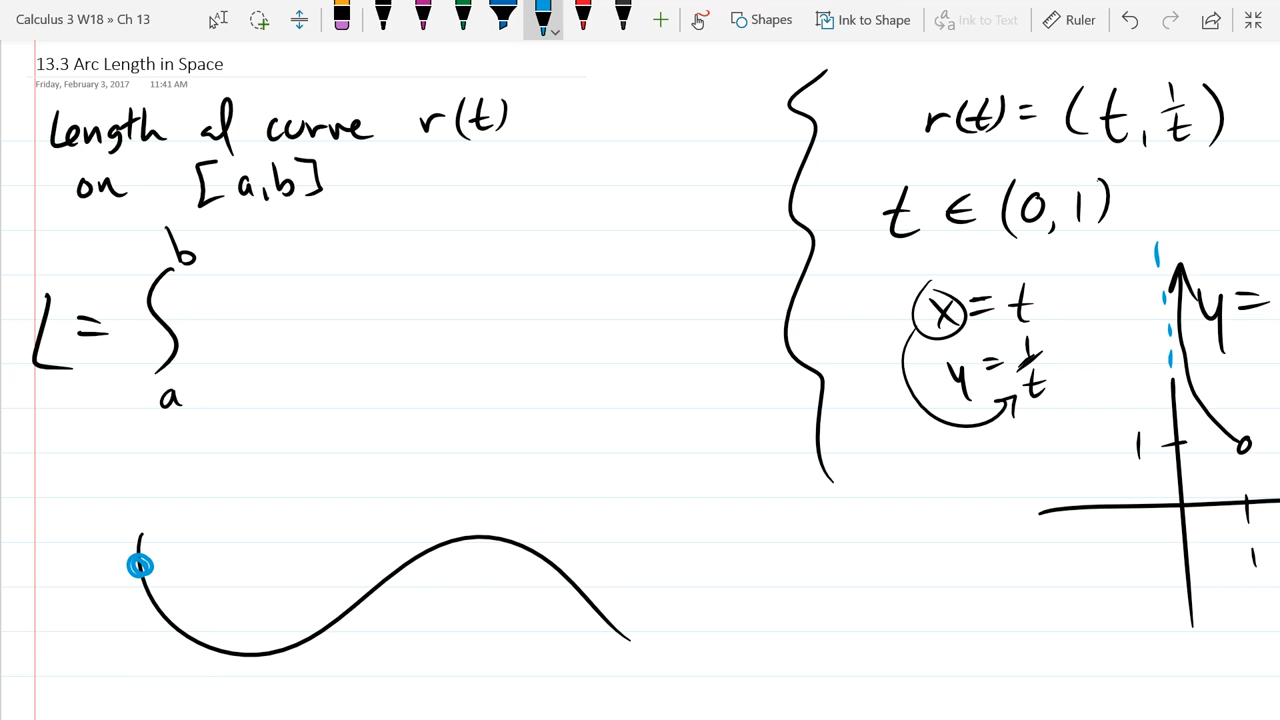 Calculus 3 W18 » Ch 13
Shapes
Ink to Shape
Ink to Text
Ruler
13.3 Arc Length in Space
Friday, February 3, 2017 11:41 AM
Length of curve r(t)
on [a,b]
L = ∫
b
a
r(t) = (t, 1/t)
t ∈ (0, 1)
x = t
y = 1/t
y =
1
1